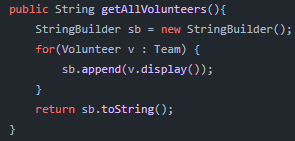 public String getAllVolunteers(){
    StringBuilder sb = new StringBuilder();
    for(Volunteer v : Team) {
        sb.append(v.display());
    }
    return sb.toString();
}